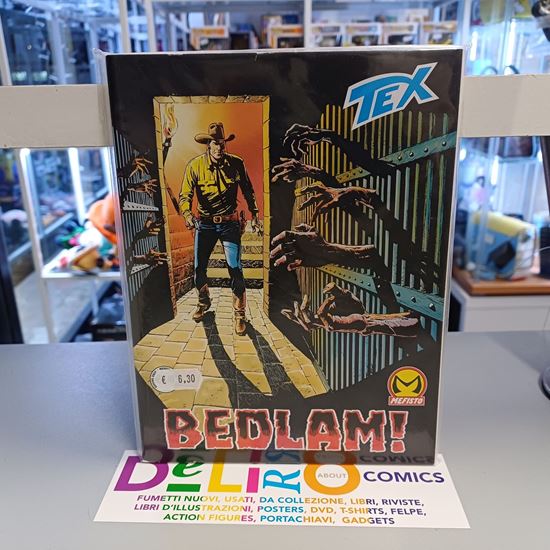 TEX
€ 6,30
M
MEFISTO
BEDLAM!
DeLiRO
ABOUT
COMICS
FUMETTI NUOVI, USATI, DA COLLEZIONE, LIBRI, RIVISTE,
LIBRI D'ILLUSTRAZIONI, POSTERS, DVD, T-SHIRTS, FELPE,
ACTION FIGURES, PORTACHIAVI, GADGETS